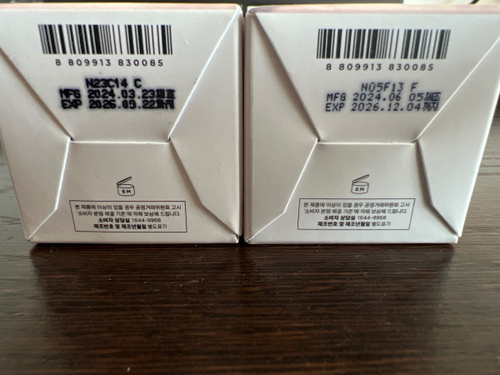 8 809913 830085
N23C14 C
MFG 2024.03.23제조
EXP 2026.09.22까지
6M
본 제품에 이상이 있을 경우 공정거래위원회 고시
'소비자 분쟁 해결 기준'에 의해 보상해 드립니다.
소비자 상담실 1644-9968
제조번호 및 제조년월일 별도표기
8 809913 830085
N05F13 F
MFG 2024.06 05제조
EXP 2026.12.04까지
6M
본 제품에 이상이 있을 경우 공정거래위원회 고시
'소비자 분쟁 해결 기준'에 의해 보상해 드립니다.
소비자 상담실 1644-9968
제조번호 및 제조년월일 별도표기